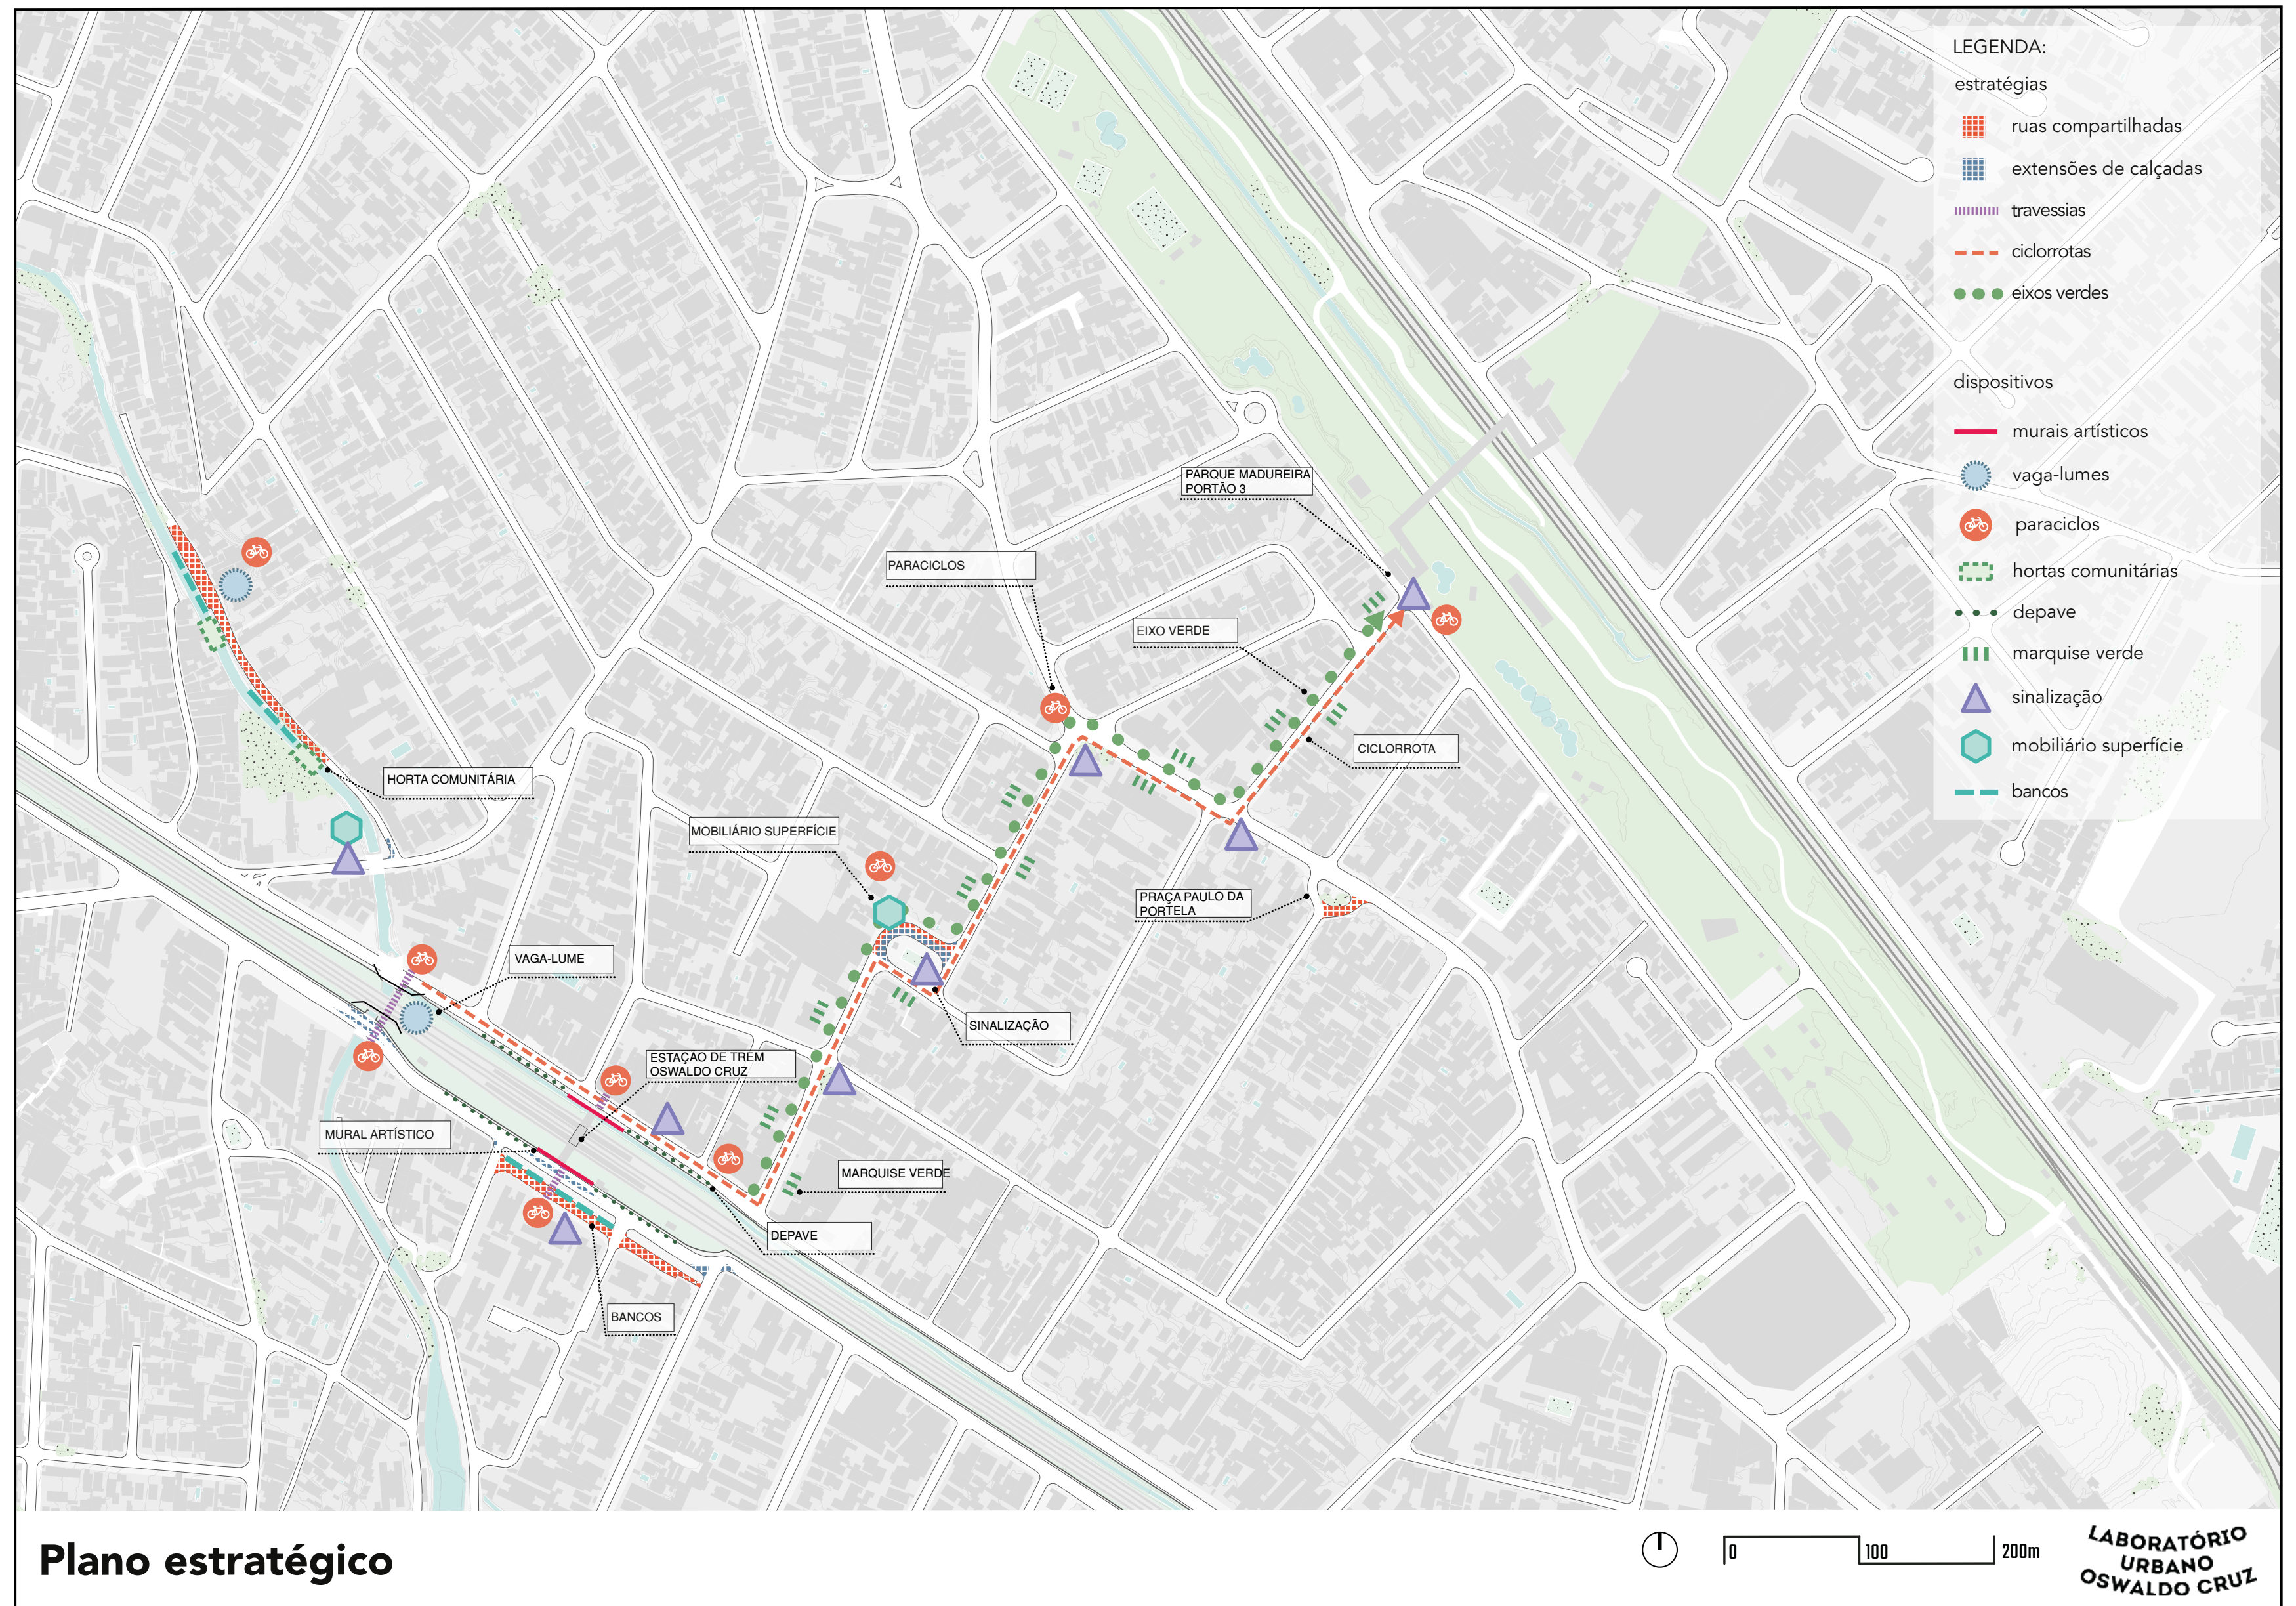 LEGENDA:
estratégias
ruas compartilhadas
extensões de calçadas
travessias
ciclorrotas
eixos verdes
dispositivos
murais artísticos
vaga-lumes
paraciclos
hortas comunitárias
depave
marquise verde
sinalização
mobiliário superfície
bancos
PARQUE MADUREIRA
PORTÃO 3
PARACICLOS
EIXO VERDE
CICLORROTA
HORTA COMUNITÁRIA
MOBILIÁRIO SUPERFÍCIE
PRAÇA PAULO DA
PORTELA
VAGA-LUME
SINALIZAÇÃO
ESTAÇÃO DE TREM
OSWALDO CRUZ
MURAL ARTÍSTICO
MARQUISE VERDE
DEPAVE
BANCOS
Plano estratégico
0 100 200m
LABORATÓRIO
URBANO
OSWALDO CRUZ